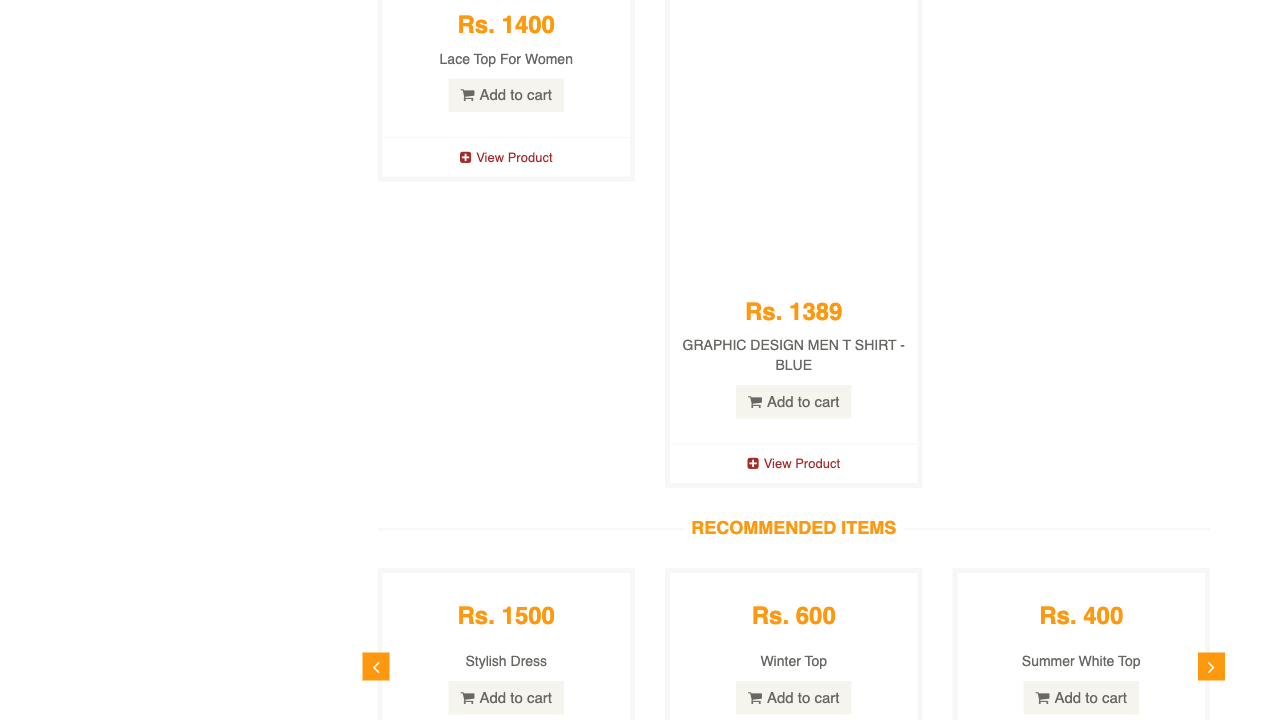 Rs. 1400
Lace Top For Women
Add to cart
View Product
Rs. 1389
GRAPHIC DESIGN MEN T SHIRT -
BLUE
Add to cart
View Product
RECOMMENDED ITEMS
Rs. 1500
Stylish Dress
Add to cart
Rs. 600
Winter Top
Add to cart
Rs. 400
Summer White Top
Add to cart